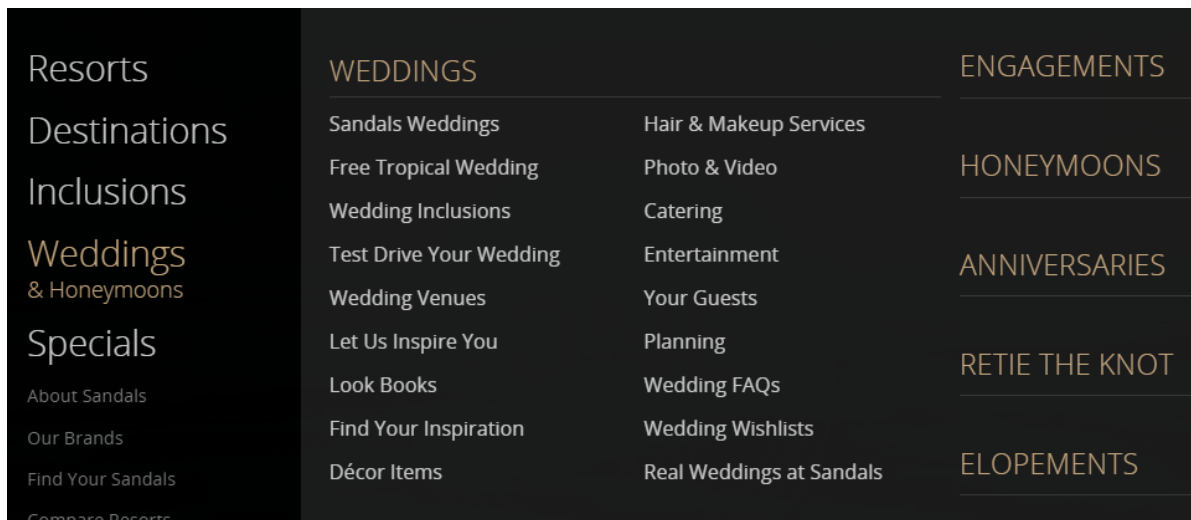 Resorts
Destinations
Inclusions
Weddings
& Honeymoons
Specials
About Sandals
Our Brands
Find Your Sandals
Compare Resorts
WEDDINGS
Sandals Weddings
Free Tropical Wedding
Wedding Inclusions
Test Drive Your Wedding
Wedding Venues
Let Us Inspire You
Look Books
Find Your Inspiration
Décor Items
Hair & Makeup Services
Photo & Video
Catering
Entertainment
Your Guests
Planning
Wedding FAQs
Wedding Wishlists
Real Weddings at Sandals
ENGAGEMENTS
HONEYMOONS
ANNIVERSARIES
RETIE THE KNOT
ELOPEMENTS